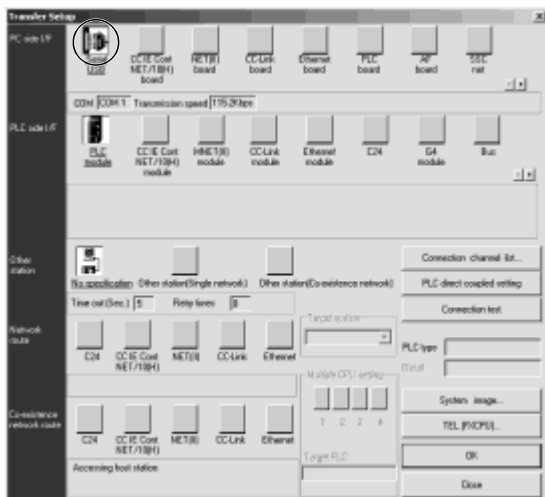 Transfer Setup
PC side I/F
Serial USB
CC IE Cont NET/10(H) board
NET(II) board
CC-Link board
Ethernet board
PLC board
AF board
SSC net
COM COM 1 Transmission speed 115.2Kbps
PLC side I/F
PLC module
CC IE Cont NET/10(H) module
MNET(II) module
CC-Link module
Ethernet module
C24
G4 module
Bus
Other station
No specification
Other station(Single network)
Other station(Co-existence network)
Time out (Sec.) 5 Retry times 0
Connection channel list...
PLC direct coupled setting
Connection test
Network route
C24
CC IE Cont NET/10(H)
NET(II)
CC-Link
Ethernet
Target system
PLC type
Multiple CPU setting
1 2 3 4
Target PLC
Co-existence network route
C24
CC IE Cont NET/10(H)
NET(II)
CC-Link
Ethernet
Accessing host station
System image...
TEL (FXCPU)...
OK
Close